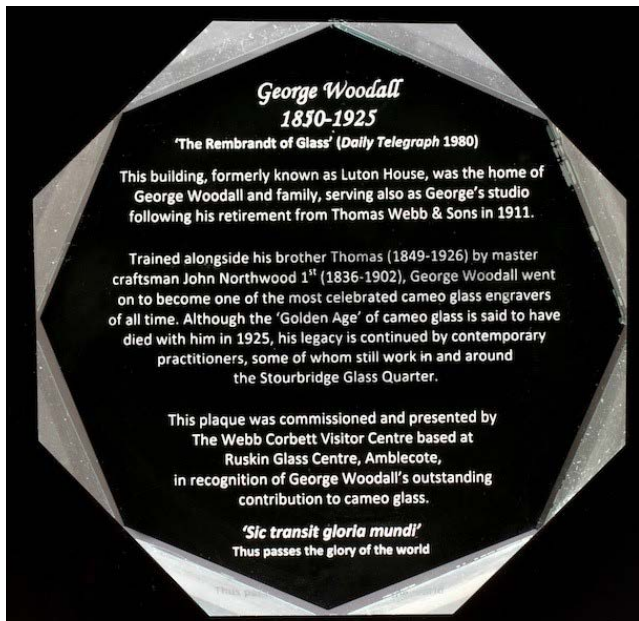 George Woodall
1850-1925
'The Rembrandt of Glass' (Daily Telegraph 1980)
This building, formerly known as Luton House, was the home of
George Woodall and family, serving also as George's studio
following his retirement from Thomas Webb & Sons in 1911.
Trained alongside his brother Thomas (1849-1926) by master
craftsman John Northwood 1st (1836-1902), George Woodall went
on to become one of the most celebrated cameo glass engravers
of all time. Although the 'Golden Age' of cameo glass is said to have
died with him in 1925, his legacy is continued by contemporary
practitioners, some of whom still work in and around
the Stourbridge Glass Quarter.
This plaque was commissioned and presented by
The Webb Corbett Visitor Centre based at
Ruskin Glass Centre, Amblecote,
in recognition of George Woodall's outstanding
contribution to cameo glass.
'Sic transit gloria mundi'
Thus passes the glory of the world